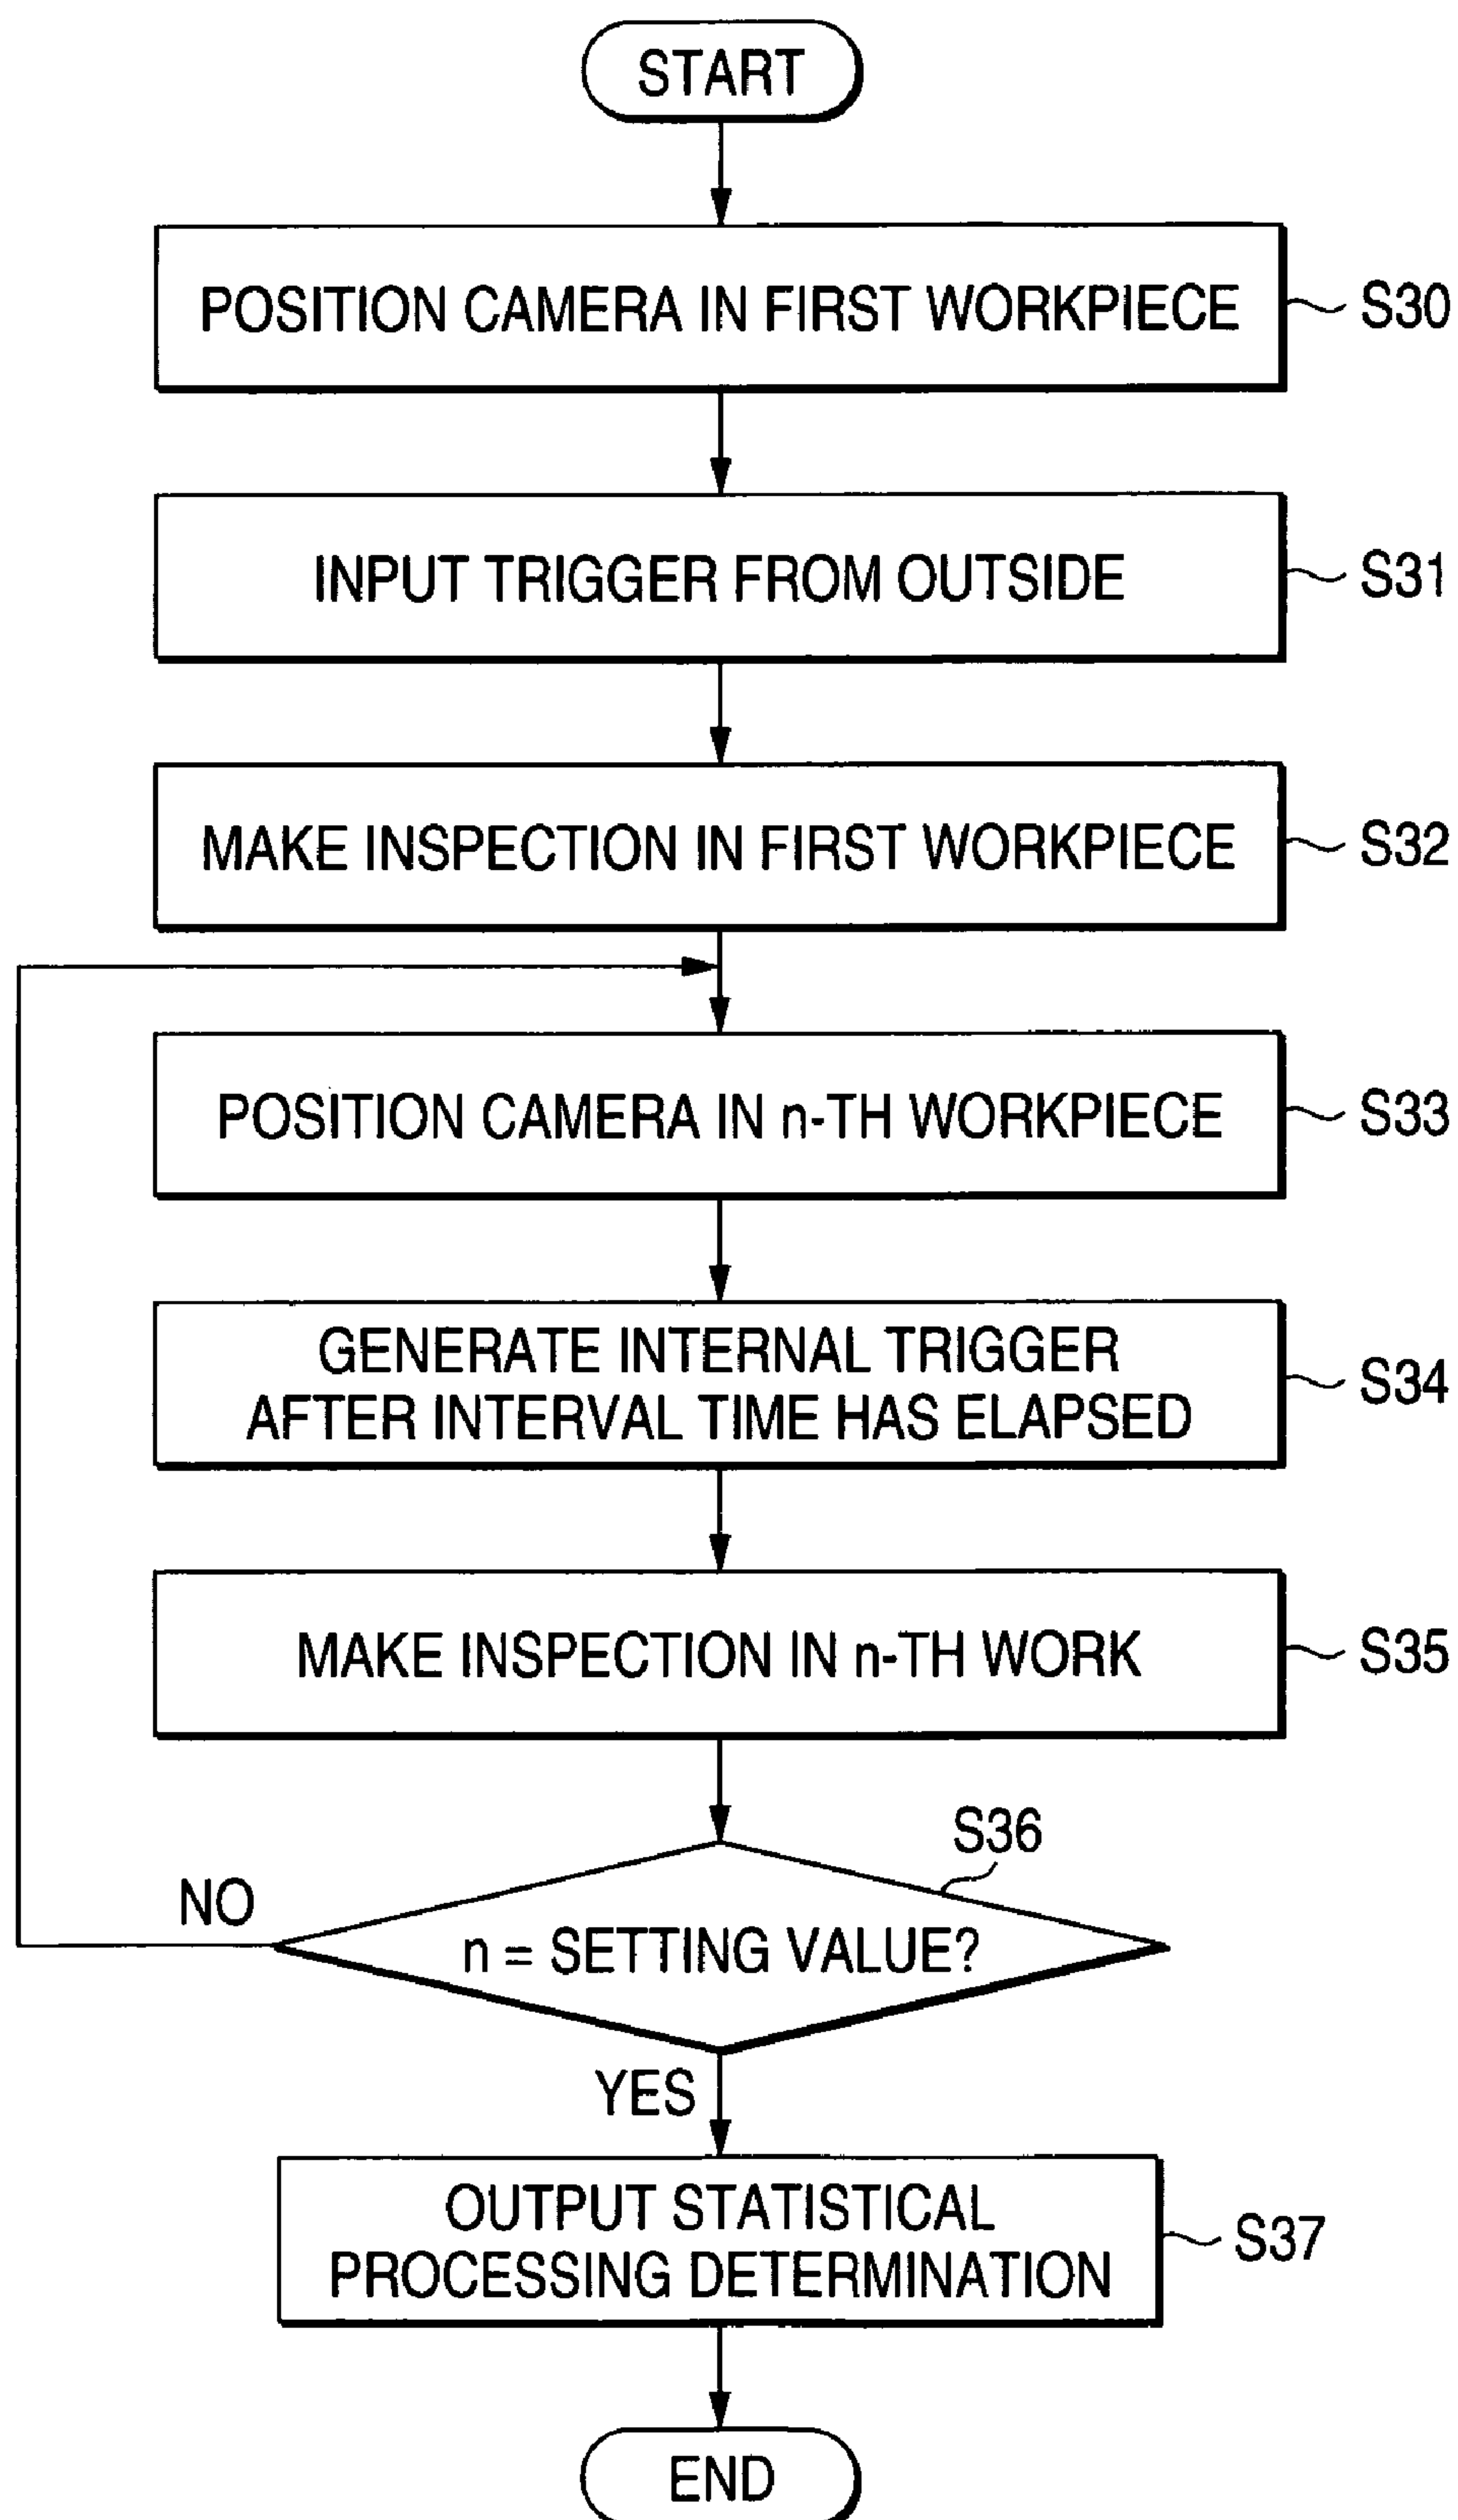 START
POSITION CAMERA IN FIRST WORKPIECE
S30
INPUT TRIGGER FROM OUTSIDE
S31
MAKE INSPECTION IN FIRST WORKPIECE
S32
POSITION CAMERA IN n-TH WORKPIECE
S33
GENERATE INTERNAL TRIGGER
AFTER INTERVAL TIME HAS ELAPSED
S34
MAKE INSPECTION IN n-TH WORK
S35
S36
NO
n = SETTING VALUE?
YES
OUTPUT STATISTICAL
PROCESSING DETERMINATION
S37
END